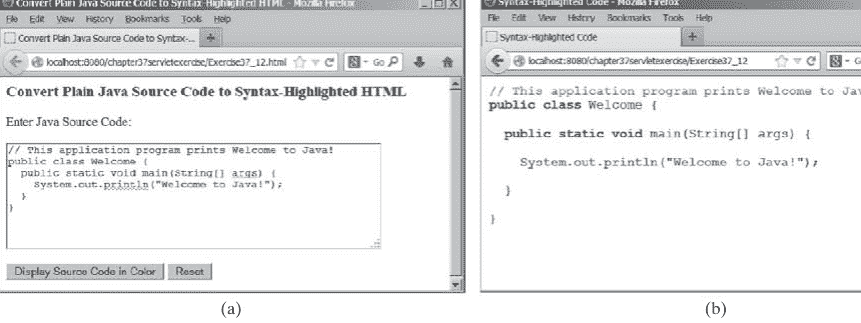 Convert Plain Java Source Code to Syntax-Highlighted HTML - Mozilla Firefox
File Edit View History Bookmarks Tools Help
Convert Plain Java Source Code to Syntax-...
localhost:8080/chapter37servletexercise/Exercise37_12.html
Go
Convert Plain Java Source Code to Syntax-Highlighted HTML
Enter Java Source Code:
// This application program prints Welcome to Java!
public class Welcome {
public static void main(String[] args) {
System.out.println("Welcome to Java!");
}
}
Display Source Code in Color Reset
(a)
Syntax-Highlighted Code - Mozilla Firefox
File Edit View History Bookmarks Tools Help
Syntax-Highlighted Code
localhost:8080/chapter37servletexercise/Exercise37_12
G
// This application program prints Welcome to Jav
public class Welcome {
public static void main(String[] args) {
System.out.println("Welcome to Java!");
}
}
(b)